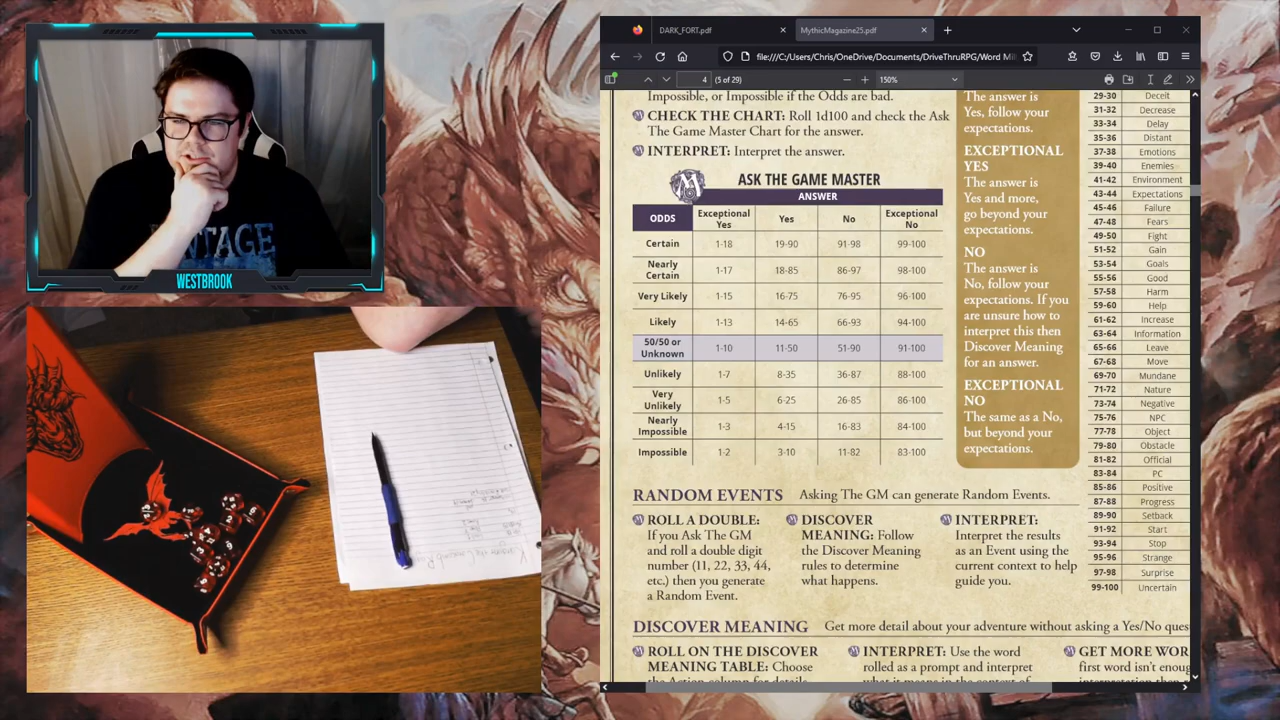 WESTBROOK
DARK_FORT.pdf
MythicMagazine25.pdf
file:///C:/Users/Chris/OneDrive/Documents/DriveThruRPG/Word Mil
4 (5 of 29)
150%
Impossible, or Impossible if the Odds are bad.
CHECK THE CHART: Roll 1d100 and check the Ask
The Game Master Chart for the answer.
INTERPRET: Interpret the answer.
ASK THE GAME MASTER
ANSWER
ODDS Exceptional Yes Yes No Exceptional No
Certain 1-18 19-90 91-98 99-100
Nearly Certain 1-17 18-85 86-97 98-100
Very Likely 1-15 16-75 76-95 96-100
Likely 1-13 14-65 66-93 94-100
50/50 or Unknown 1-10 11-50 51-90 91-100
Unlikely 1-7 8-35 36-87 88-100
Very Unlikely 1-5 6-25 26-85 86-100
Nearly Impossible 1-3 4-15 16-83 84-100
Impossible 1-2 3-10 11-82 83-100
The answer is
Yes, follow your
expectations.
EXCEPTIONAL
YES
The answer is
Yes and more,
go beyond your
expectations.
NO
The answer is
No, follow your
expectations. If you
are unsure how to
interpret this then
Discover Meaning
for an answer.
EXCEPTIONAL
NO
The same as a No,
but beyond your
expectations.
29-30 Deceit
31-32 Decrease
33-34 Delay
35-36 Distant
37-38 Emotions
39-40 Enemies
41-42 Environment
43-44 Expectations
45-46 Failure
47-48 Fears
49-50 Fight
51-52 Gain
53-54 Goals
55-56 Good
57-58 Harm
59-60 Help
61-62 Increase
63-64 Information
65-66 Leave
67-68 Move
69-70 Mundane
71-72 Nature
73-74 Negative
75-76 NPC
77-78 Object
79-80 Obstacle
81-82 Official
83-84 PC
85-86 Positive
87-88 Progress
89-90 Setback
91-92 Start
93-94 Stop
95-96 Strange
97-98 Surprise
99-100 Uncertain
RANDOM EVENTS Asking The GM can generate Random Events.
ROLL A DOUBLE:
If you Ask The GM
and roll a double digit
number (11, 22, 33, 44,
etc.) then you generate
a Random Event.
DISCOVER
MEANING: Follow
the Discover Meaning
rules to determine
what happens.
INTERPRET:
Interpret the results
as an Event using the
current context to help
guide you.
DISCOVER MEANING Get more detail about your adventure without asking a Yes/No ques
ROLL ON THE DISCOVER
MEANING TABLE: Choose
INTERPRET: Use the word
rolled as a prompt and interpret
GET MORE WOR
first word isn't enoug